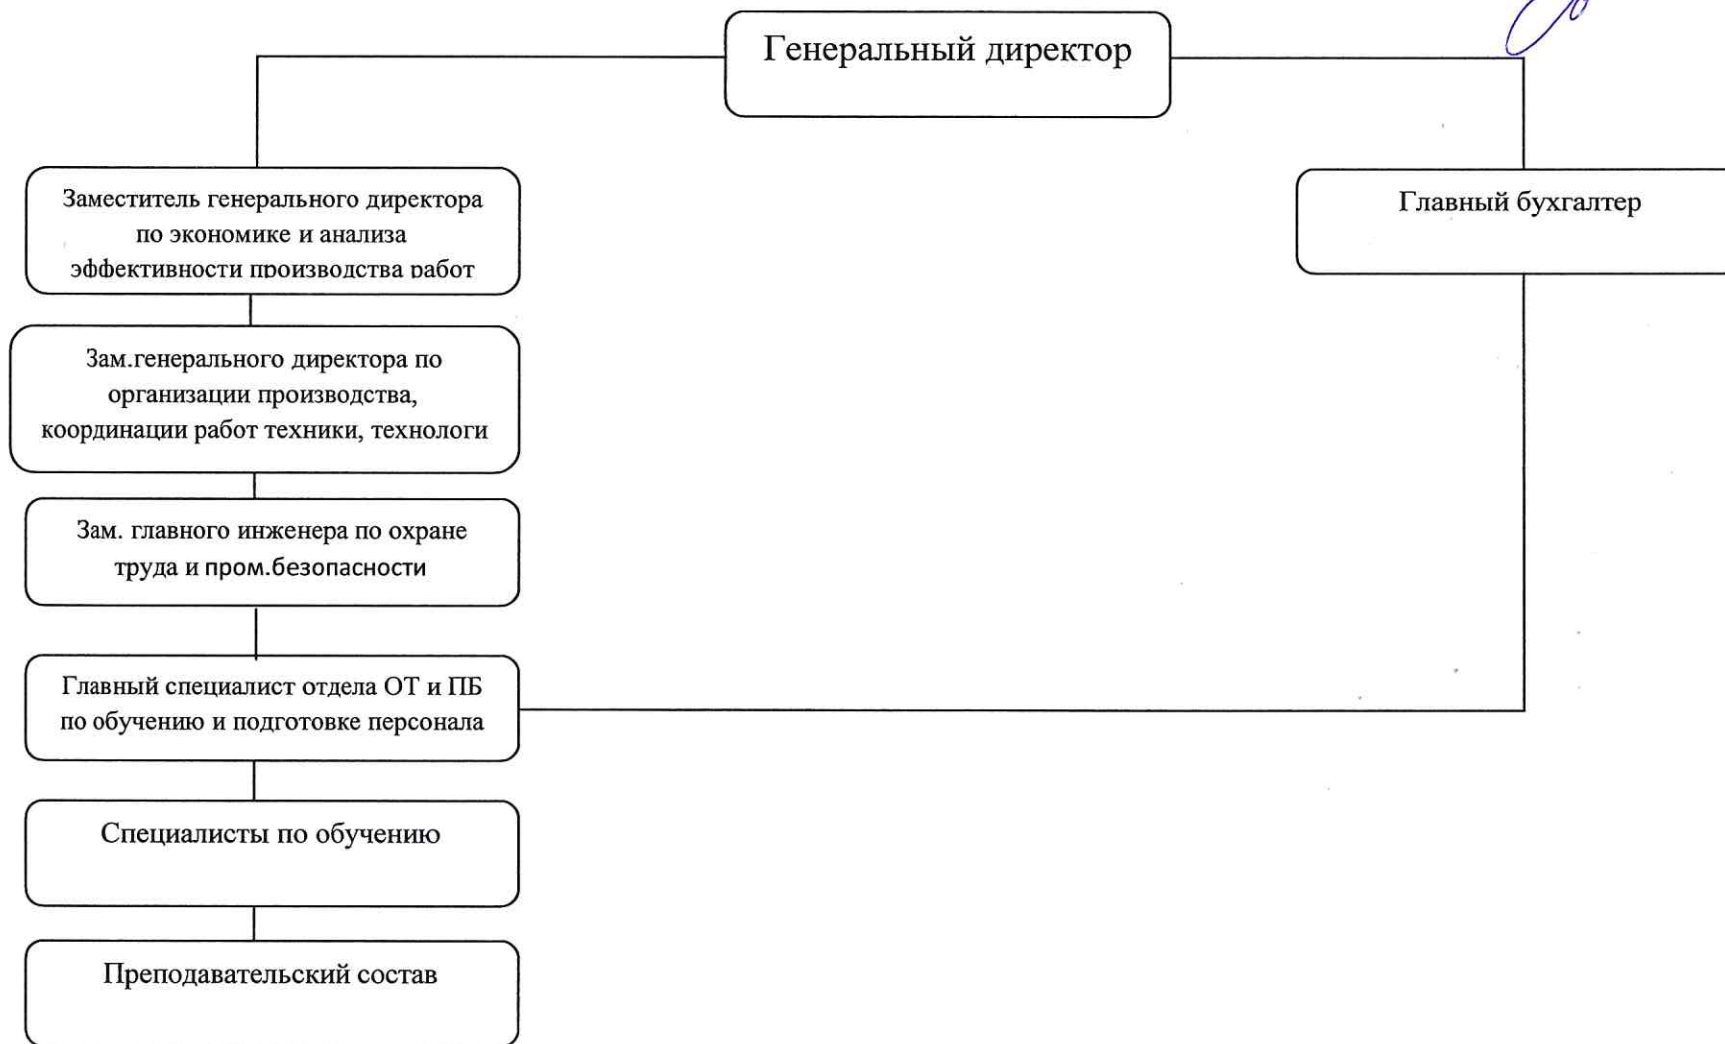 Генеральный директор
Заместитель генерального директора
по экономике и анализа
эффективности производства работ
Главный бухгалтер
Зам.генерального директора по
организации производства,
координации работ техники, технологи
Зам. главного инженера по охране
труда и пром.безопасности
Главный специалист отдела ОТ и ПБ
по обучению и подготовке персонала
Специалисты по обучению
Преподавательский состав